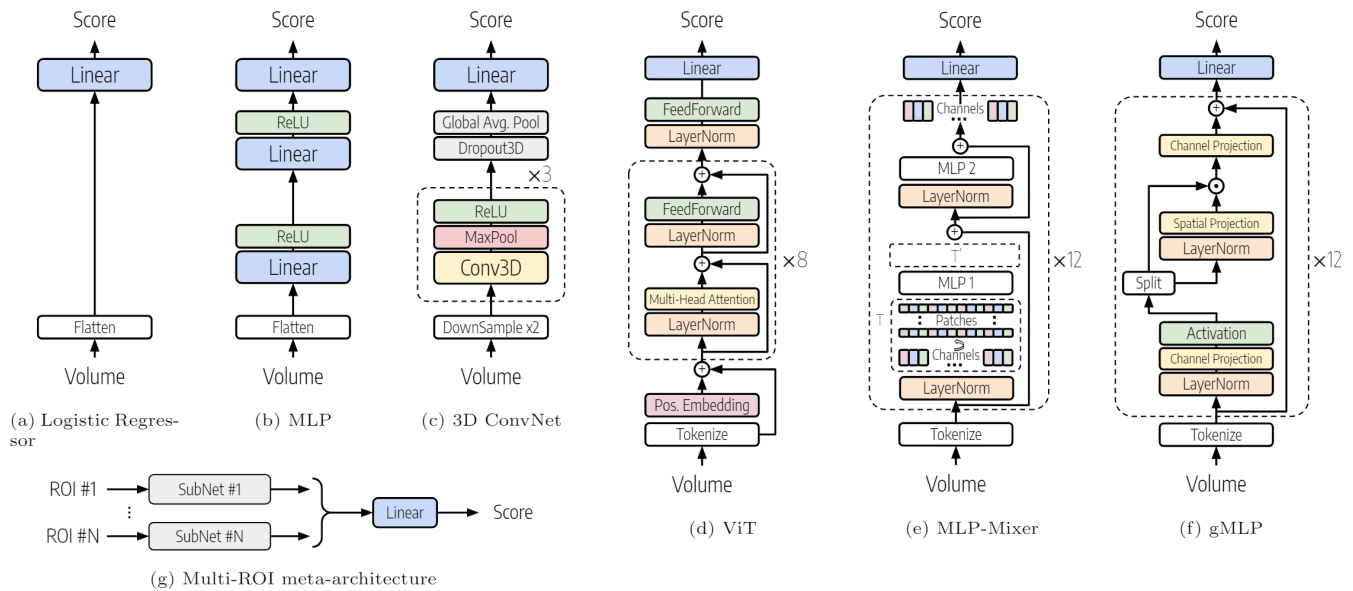 Score
Linear
Flatten
Volume
(a) Logistic Regres-
sor
Score
Linear
ReLU
Linear
ReLU
Linear
Flatten
Volume
(b) MLP
Score
Linear
Global Avg. Pool
Dropout3D
×3
ReLU
MaxPool
Conv3D
DownSample x2
Volume
(c) 3D ConvNet
ROI #1
SubNet #1
⋮
ROI #N
SubNet #N
Linear
Score
(g) Multi-ROI meta-architecture
Score
Linear
FeedForward
LayerNorm
+
FeedForward
LayerNorm
+
×8
Multi-Head Attention
LayerNorm
+
Pos. Embedding
Tokenize
Volume
(d) ViT
Score
Linear
Channels
+
MLP 2
LayerNorm
+
T'
×12
MLP 1
T
Patches
Channels
LayerNorm
Tokenize
Volume
(e) MLP-Mixer
Score
Linear
+
Channel Projection
Spatial Projection
LayerNorm
×12
Split
Activation
Channel Projection
LayerNorm
Tokenize
Volume
(f) gMLP